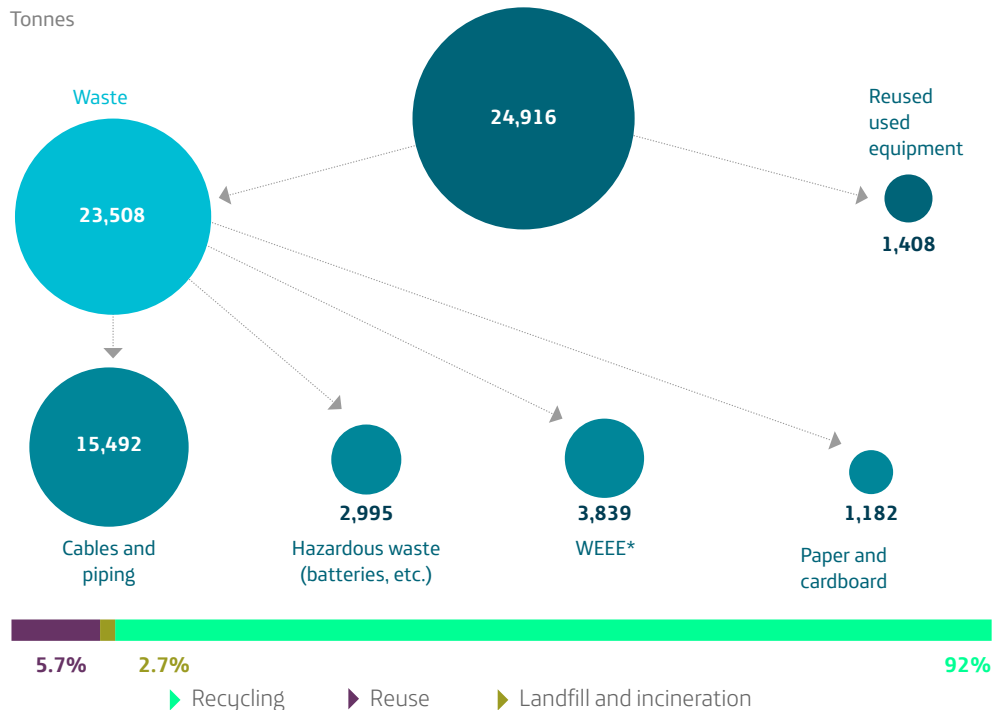 Tonnes
Waste
24,916
Reused
used
equipment
23,508
1,408
15,492
2,995
3,839
1,182
Cables and
piping
Hazardous waste
(batteries, etc.)
WEEE*
Paper and
cardboard
5.7%
2.7%
92%
Recycling
Reuse
Landfill and incineration